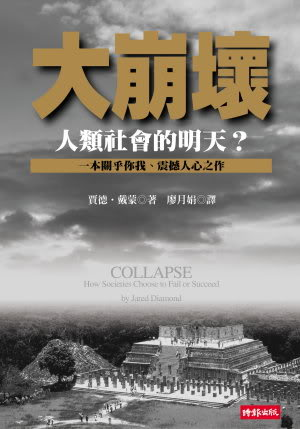 大崩壞
人類社會的明天？
一本關乎你我、震撼人心之作
賈德・戴蒙◎著 廖月娟◎譯
COLLAPSE
How Societies Choose to Fail or Succeed
by Jared Diamond
時報出版